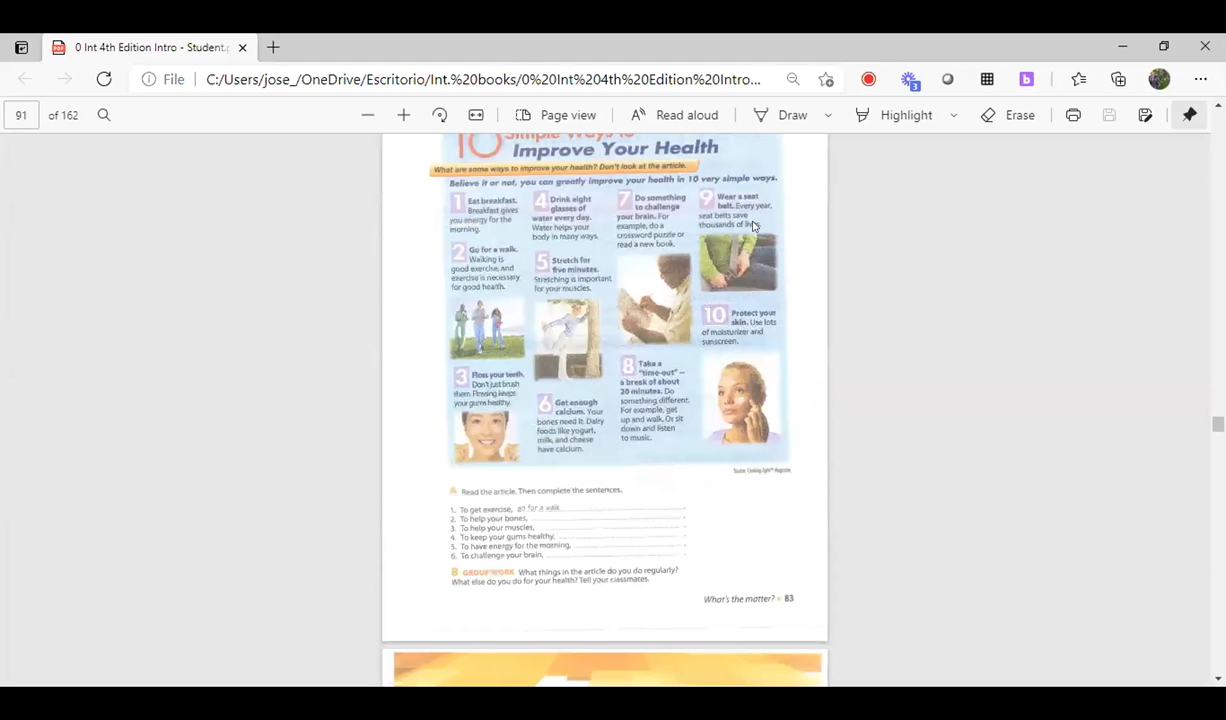 0 Int 4th Edition Intro - Student.p
File
C:/Users/jose_/OneDrive/Escritorio/Int.%20books/0%20Int%204th%20Edition%20Intro...
3
b
91
of 162
Page view
Read aloud
Draw
Highlight
Erase
10 Simple Ways to
Improve Your Health
What are some ways to improve your health? Don't look at the article.
Believe it or not, you can greatly improve your health in 10 very simple ways.
1 Eat breakfast.
Breakfast gives
you energy for the
morning.
2 Go for a walk.
Walking is
good exercise, and
exercise is necessary
for good health.
3 Floss your teeth.
Don't just brush
them. Flossing keeps
your gums healthy.
4 Drink eight
glasses of
water every day.
Water helps your
body in many ways.
5 Stretch for
five minutes.
Stretching is important
for your muscles.
6 Get enough
calcium. Your
bones need it. Dairy
foods like yogurt,
milk, and cheese
have calcium.
7 Do something
to challenge
your brain. For
example, do a
crossword puzzle or
read a new book.
8 Take a
"time-out"—
a break of about
20 minutes. Do
something different.
For example, get
up and walk. Or sit
down and listen
to music.
9 Wear a seat
belt. Every year,
seat belts save
thousands of lives.
10 Protect your
skin. Use lots
of moisturizer and
sunscreen.
Source: Cooking Light® Magazine
A Read the article. Then complete the sentences.
1. To get exercise, go for a walk.
2. To help your bones,
3. To help your muscles,
4. To keep your gums healthy,
5. To have energy for the morning,
6. To challenge your brain,
B GROUP WORK What things in the article do you do regularly?
What else do you do for your health? Tell your classmates.
What's the matter? • 83